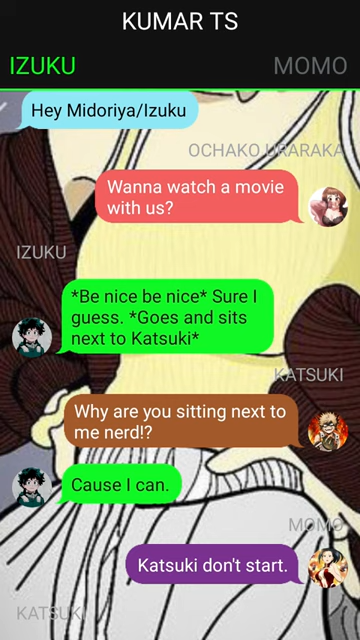 KUMAR TS
IZUKU
MOMO
Hey Midoriya/Izuku
OCHAKO URARAKA
Wanna watch a movie
with us?
IZUKU
*Be nice be nice* Sure I
guess. *Goes and sits
next to Katsuki*
KATSUKI
Why are you sitting next to
me nerd!?
Cause I can.
MOMO
Katsuki don't start.
KATSUKI